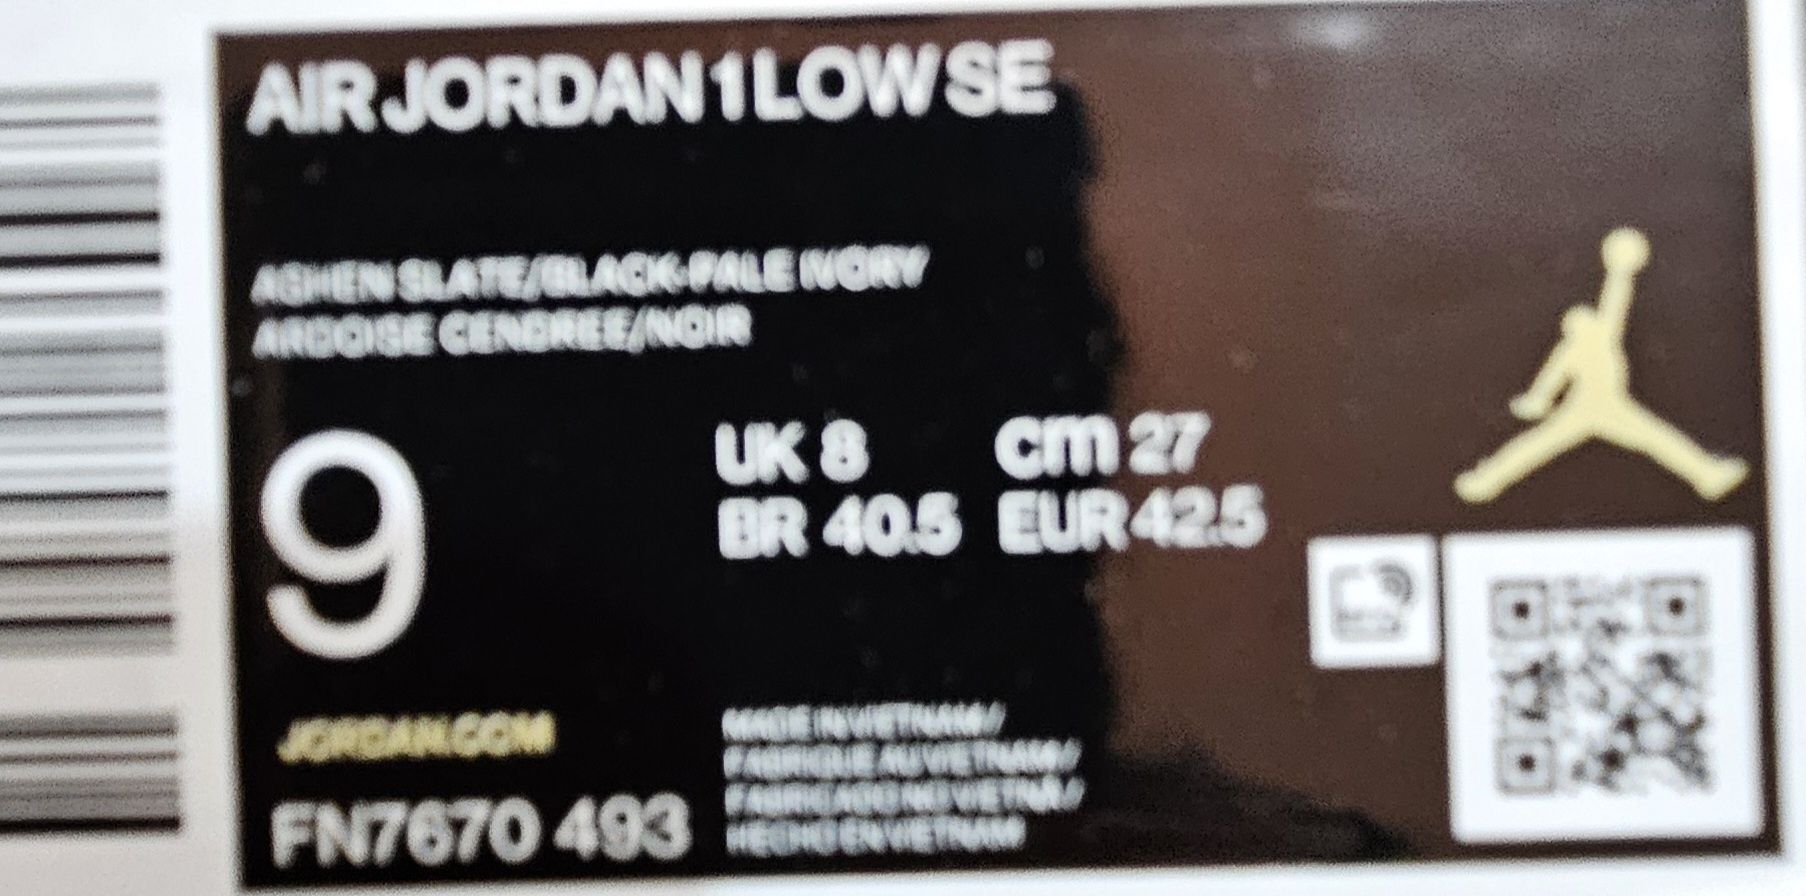 AIR JORDAN 1 LOW SE
ASHEN SLATE/BLACK-PALE IVORY
ARDOISE CENDREE/NOIR
9
UK 8
cm 27
BR 40.5
EUR 42.5
JORDAN.COM
FN7670 493
MADE IN VIETNAM/
FABRIQUE AU VIETNAM/
FABRICADO NO VIETNÃ/
HECHO EN VIETNAM